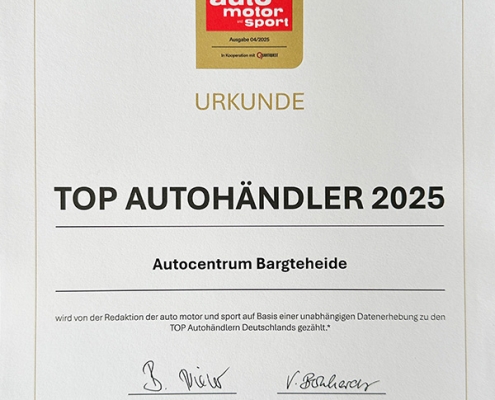 auto
motor
und
sport
Ausgabe 04/2025
in Kooperation mit
URKUNDE
TOP AUTOHÄNDLER 2025
Autocentrum Bargteheide
wird von der Redaktion der auto motor und sport auf Basis einer unabhängigen Datenerhebung zu den
TOP Autohändlern Deutschlands gezählt.*